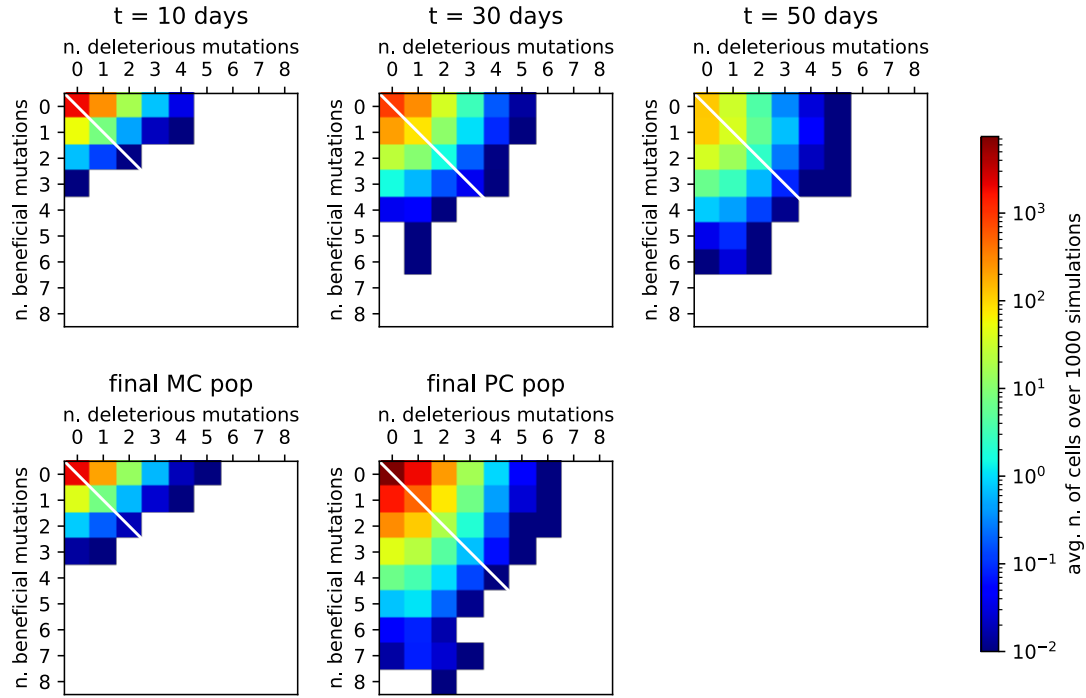 t = 10 days
n. deleterious mutations
0 1 2 3 4 5 6 7 8
n. beneficial mutations
0
1
2
3
4
5
6
7
8
t = 30 days
n. deleterious mutations
0 1 2 3 4 5 6 7 8
n. beneficial mutations
0
1
2
3
4
5
6
7
8
t = 50 days
n. deleterious mutations
0 1 2 3 4 5 6 7 8
n. beneficial mutations
0
1
2
3
4
5
6
7
8
final MC pop
n. deleterious mutations
0 1 2 3 4 5 6 7 8
n. beneficial mutations
0
1
2
3
4
5
6
7
8
final PC pop
n. deleterious mutations
0 1 2 3 4 5 6 7 8
n. beneficial mutations
0
1
2
3
4
5
6
7
8
10³
10²
10¹
10⁰
10⁻¹
10⁻²
avg. n. of cells over 1000 simulations